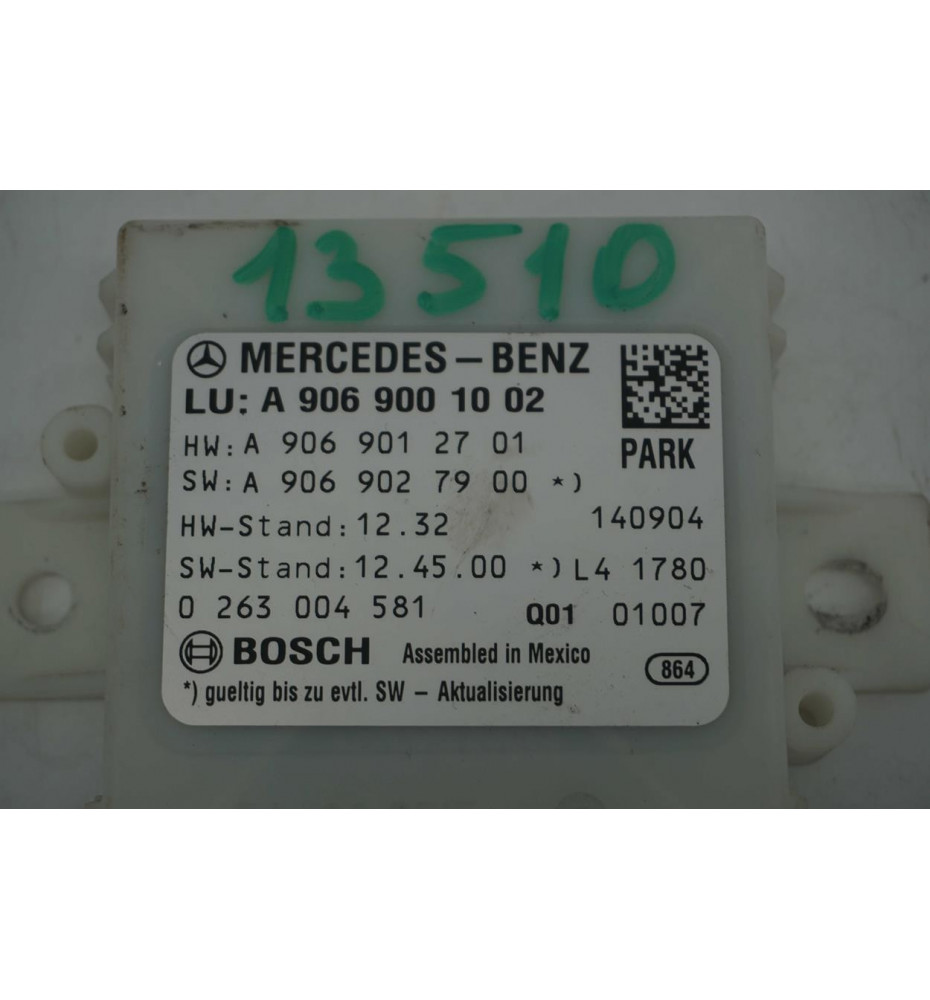 13510
MERCEDES-BENZ
LU: A 906 900 10 02
HW: A 906 901 27 01
PARK
SW: A 906 902 79 00 *)
HW-Stand: 12.32 140904
SW-Stand: 12.45.00 *) L4 1780
0 263 004 581 Q01 01007
BOSCH Assembled in Mexico 864
*) gueltig bis zu evtl. SW - Aktualisierung